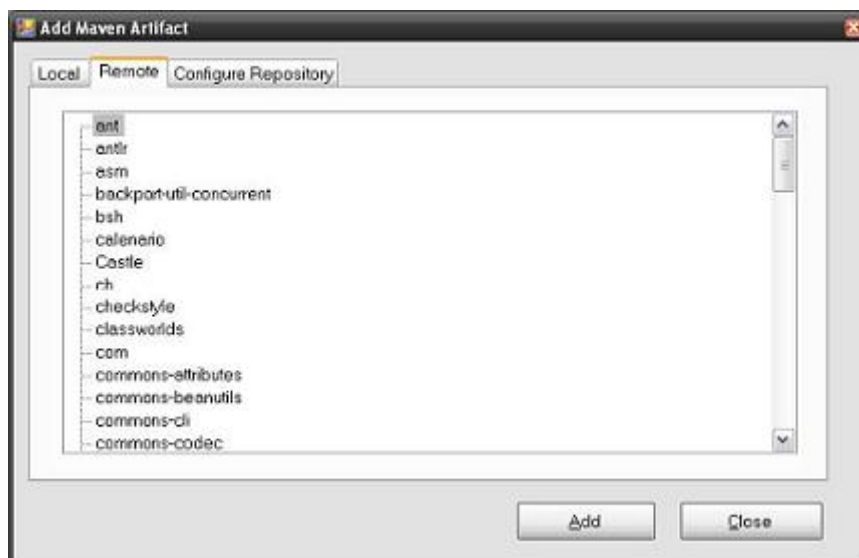 Add Maven Artifact
Local Remote Configure Repository
ant
antlr
asm
backport-util-concurrent
bsh
calenario
Castle
ch
checkstyle
classworlds
com
commons-attributes
commons-beanutils
commons-cli
commons-codec
Add Close